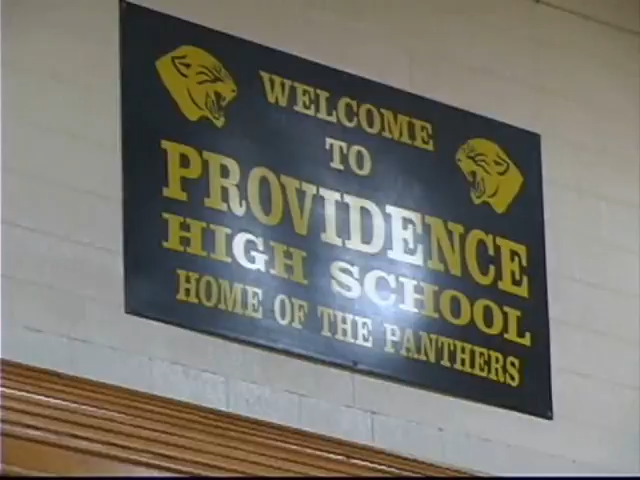 WELCOME
TO
PROVIDENCE
HIGH SCHOOL
HOME OF THE PANTHERS